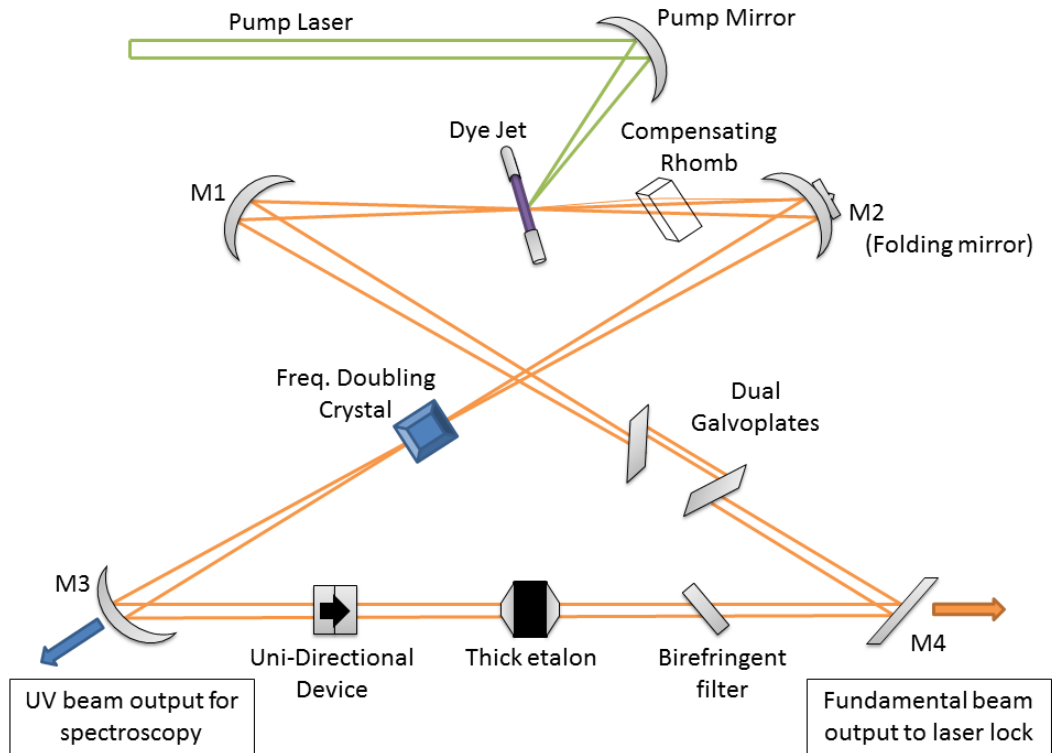 Pump Laser
Pump Mirror
Dye Jet
Compensating
Rhomb
M1
M2
(Folding mirror)
Freq. Doubling
Crystal
Dual
Galvoplates
M3
M4
Uni-Directional
Device
Thick etalon
Birefringent
filter
UV beam output for
spectroscopy
Fundamental beam
output to laser lock